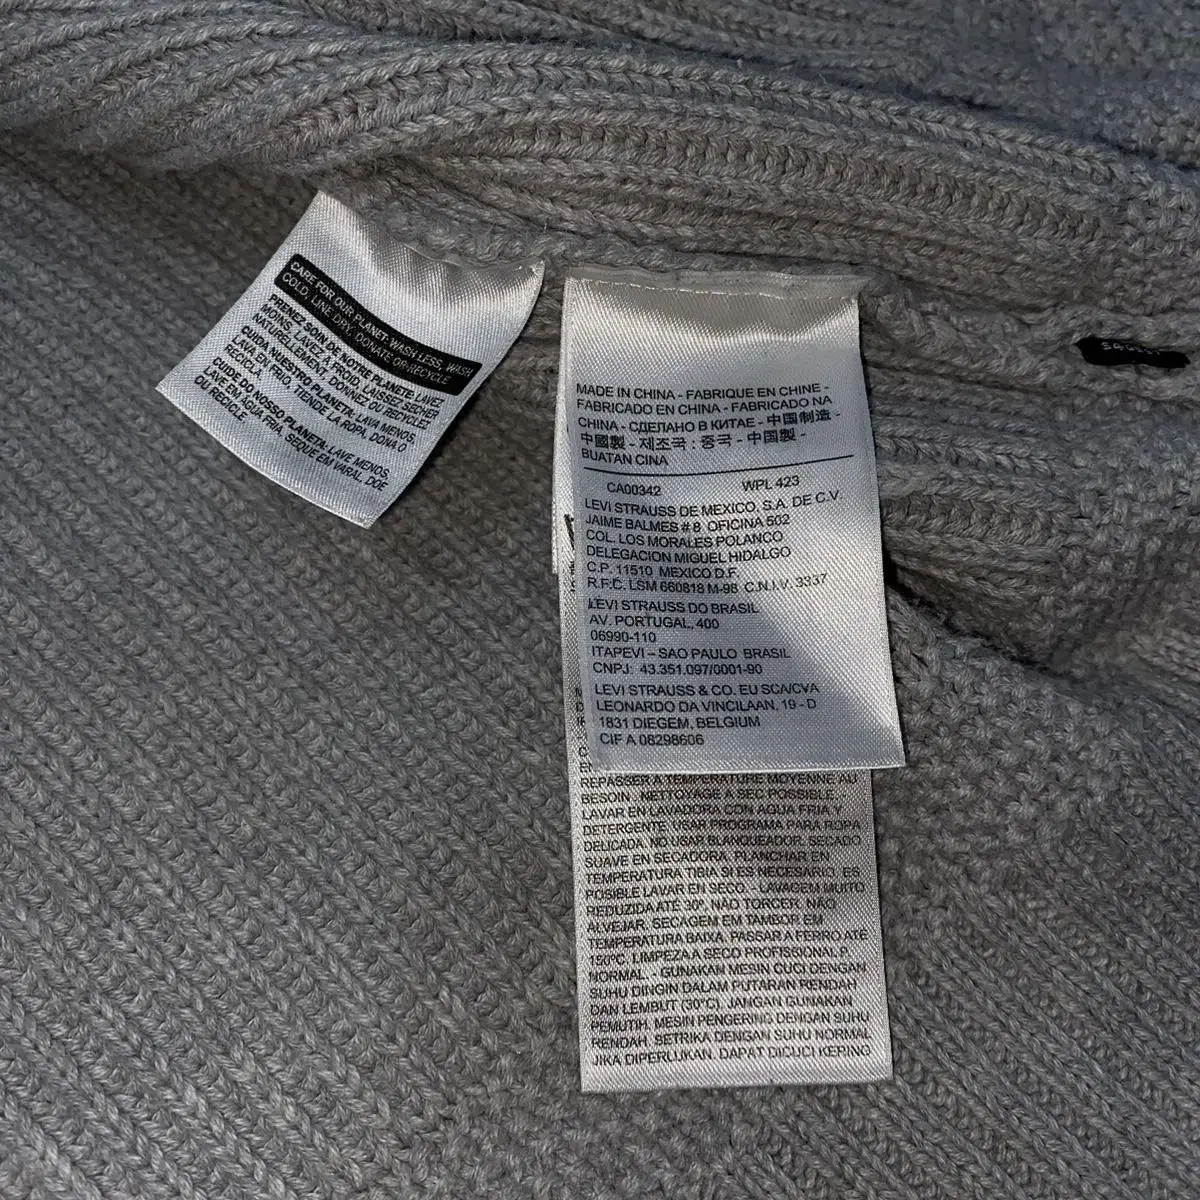 CARE FOR OUR PLANET: WASH LESS, WASH
COLD, LINE DRY, DONATE OR RECYCLE
PRENEZ SOIN DE NOTRE PLANETE: LAVEZ
MOINS, LAVEZ À FROID, LAISSEZ SÉCHER
NATURELLEMENT, DONNEZ OU RECYCLEZ
CUIDA NUESTRO PLANETA: LAVA MENOS,
LAVA EN FRIO, TIENDE LA ROPA, DONA O
RECICLA.
CUIDA DO NOSSO PLANETA: LAVE MENOS,
LAVE EM ÁGUA FRIA, SEQUE EM VARAL, DOE
OU RECICLE
MADE IN CHINA - FABRIQUE EN CHINE -
FABRICADO EN CHINA - FABRICADO NA
CHINA - СДЕЛАНО В КИТАЕ - 中国制造 -
中國製 - 제조국 : 중국 - 中国製 -
BUATAN CINA
CA00342 WPL 423
LEVI STRAUSS DE MEXICO, S.A. DE C.V.
JAIME BALMES # 8 OFICINA 502
COL. LOS MORALES POLANCO
DELEGACION MIGUEL HIDALGO
C.P. 11510 MEXICO D.F.
R.F.C. LSM 660818 M-98 C.N.I.V. 3337
LEVI STRAUSS DO BRASIL
AV. PORTUGAL, 400
06990-110
ITAPEVI – SAO PAULO BRASIL
CNPJ: 43.351.097/0001-90
LEVI STRAUSS & CO. EU SCA/CVA
LEONARDO DA VINCILAAN, 19 - D
1831 DIEGEM, BELGIUM
CIF A 08298606
REPASSER A TEMPERATURE MOYENNE AU
BESOIN. NETTOYAGE A SEC POSSIBLE.
LAVAR EN LAVADORA CON AGUA FRIA Y
DETERGENTE. USAR PROGRAMA PARA ROPA
DELICADA. NO USAR BLANQUEADOR. SECADO
SUAVE EN SECADORA. PLANCHAR EN
TEMPERATURA TIBIA SI ES NECESARIO. ES
POSIBLE LAVAR EN SECO. - LAVAGEM MUITO
REDUZIDA ATÉ 30º, NÃO TORCER. NÃO
ALVEJAR. SECAGEM EM TAMBOR EM
TEMPERATURA BAIXA. PASSAR A FERRO ATÉ
150ºC. LIMPEZA A SECO PROFISSIONAL P
NORMAL. - GUNAKAN MESIN CUCI DENGAN
SUHU DINGIN DALAM PUTARAN RENDAH
DAN LEMBUT (30°C). JANGAN GUNAKAN
PEMUTIH. MESIN PENGERING DENGAN SUHU
RENDAH. SETRIKA DENGAN SUHU NORMAL
JIKA DIPERLUKAN. DAPAT DICUCI KERING